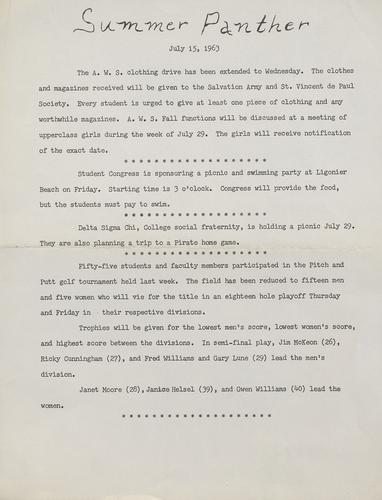 Summer Panther
July 15, 1963
The A. W. S. clothing drive has been extended to Wednesday. The clothes
and magazines received will be given to the Salvation Army and St. Vincent de Paul
Society. Every student is urged to give at least one piece of clothing and any
worthwhile magazines. A. W. S. Fall functions will be discussed at a meeting of
upperclass girls during the week of July 29. The girls will receive notification
of the exact date.
* * * * * * * * * * * * * * * * * * *
Student Congress is sponsoring a picnic and swimming party at Ligonier
Beach on Friday. Starting time is 3 o'clock. Congress will provide the food,
but the students must pay to swim.
* * * * * * * * * * * * * * * * * * *
Delta Sigma Chi, College social fraternity, is holding a picnic July 29.
They are also planning a trip to a Pirate home game.
* * * * * * * * * * * * * * * * * * *
Fifty-five students and faculty members participated in the Pitch and
Putt golf tournament held last week. The field has been reduced to fifteen men
and five women who will vie for the title in an eighteen hole playoff Thursday
and Friday in their respective divisions.
Trophies will be given for the lowest men's score, lowest women's score,
and highest score between the divisions. In semi-final play, Jim McKeon (26),
Ricky Cunningham (27), and Fred Williams and Gary Lune (29) lead the men's
division.
Janet Moore (28), Janice Helsel (39), and Gwen Williams (40) lead the
women.
* * * * * * * * * * * * * * * * * * * *